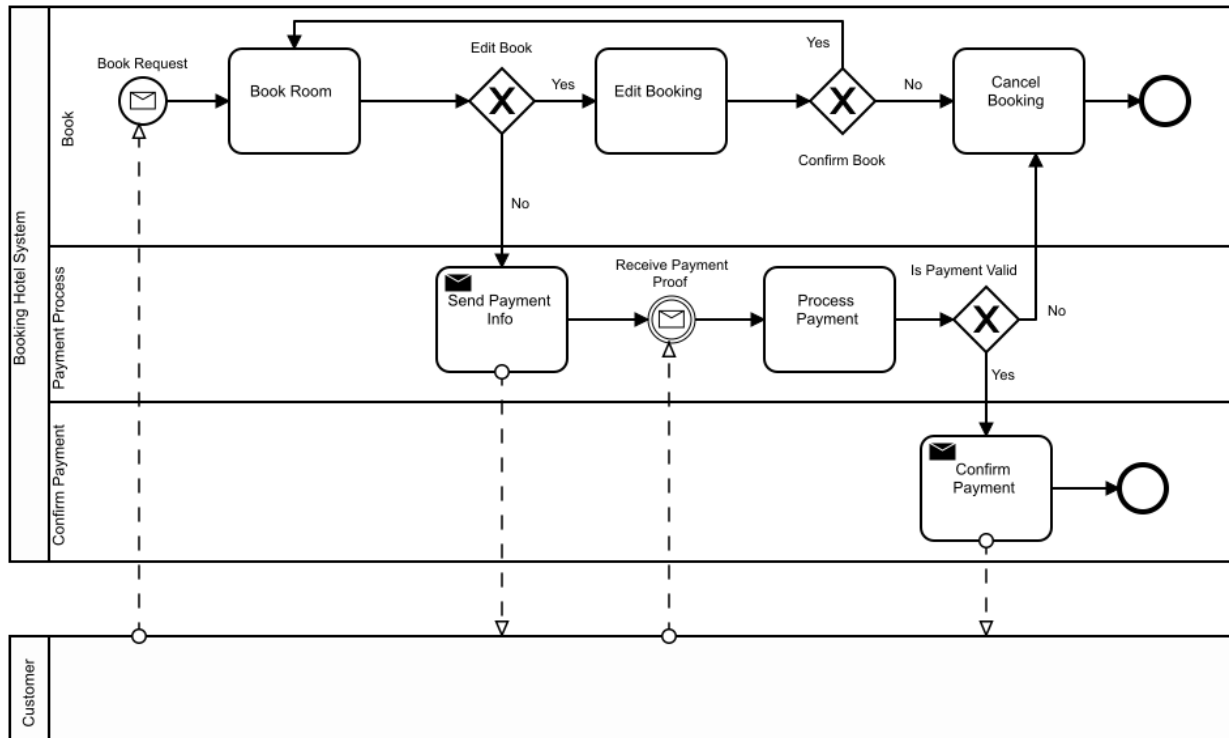 Booking Hotel System
Book
Book Request
Book Room
Edit Book
Yes
No
Edit Booking
Yes
Confirm Book
No
Cancel
Booking
Payment Process
Send Payment
Info
Receive Payment
Proof
Process
Payment
Is Payment Valid
No
Yes
Confirm Payment
Confirm
Payment
Customer